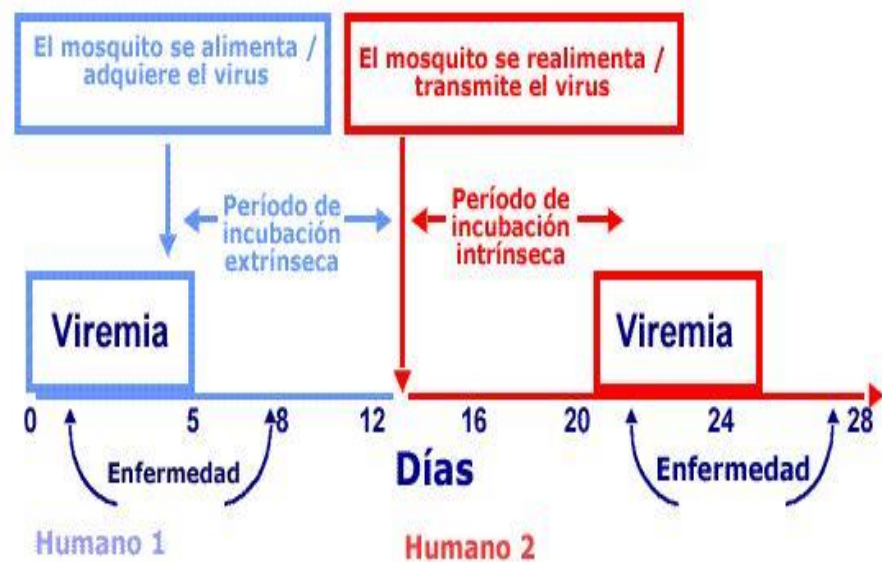 El mosquito se alimenta /
adquiere el virus
El mosquito se realimenta /
transmite el virus
Período de
incubación
extrínseca
Período de
incubación
intrínseca
Viremia
Viremia
0 5 8 12 16 20 24 28
Enfermedad
Días
Enfermedad
Humano 1
Humano 2